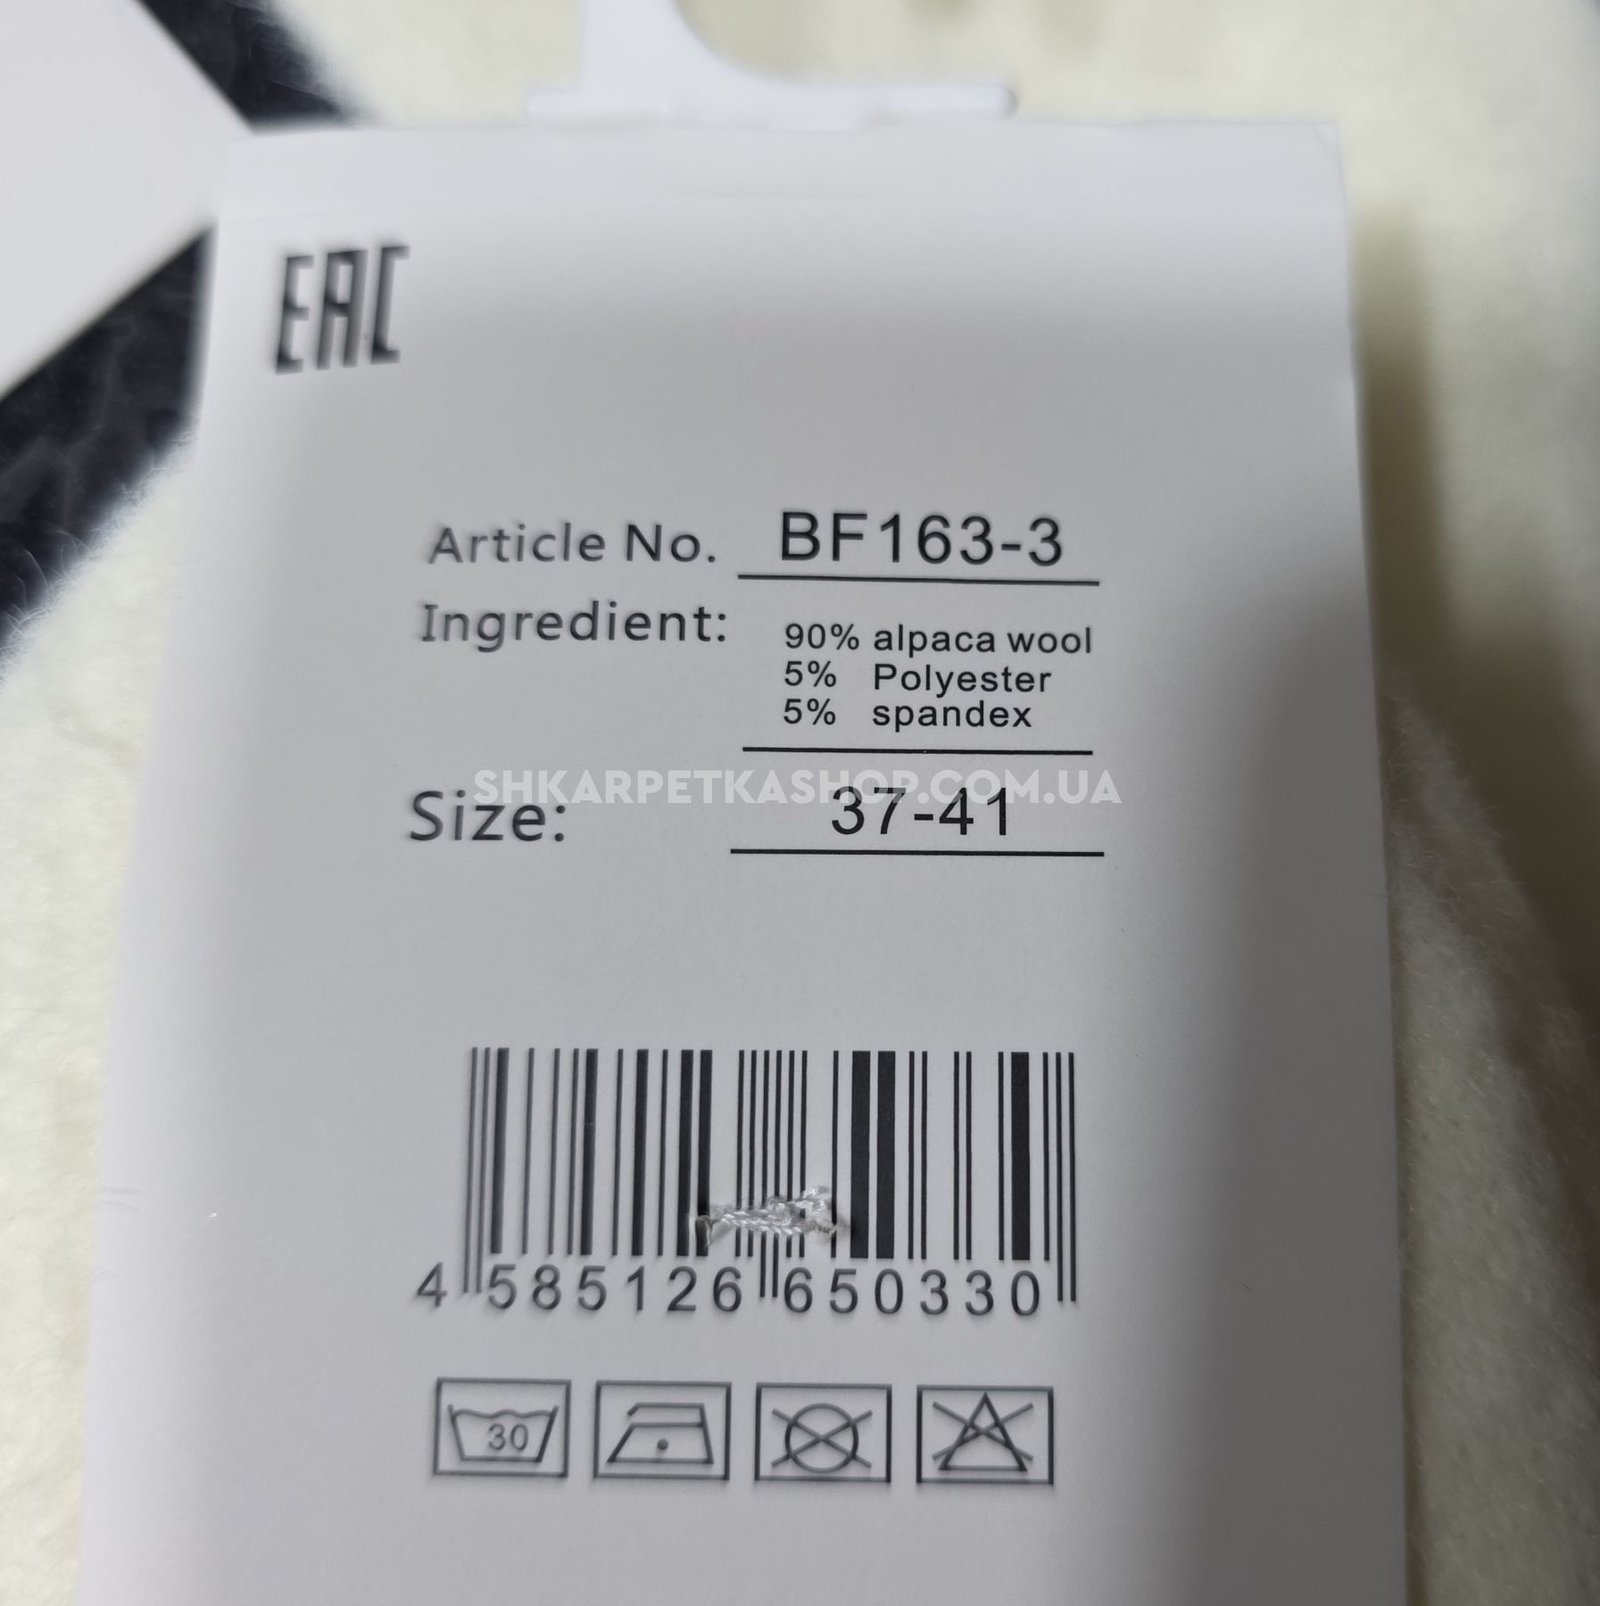 EAC
Article No. BF163-3
Ingredient: 90% alpaca wool
5% Polyester
5% spandex
SHKARPETKASHOP.COM.UA
Size: 37-41
4 585126 650330
30